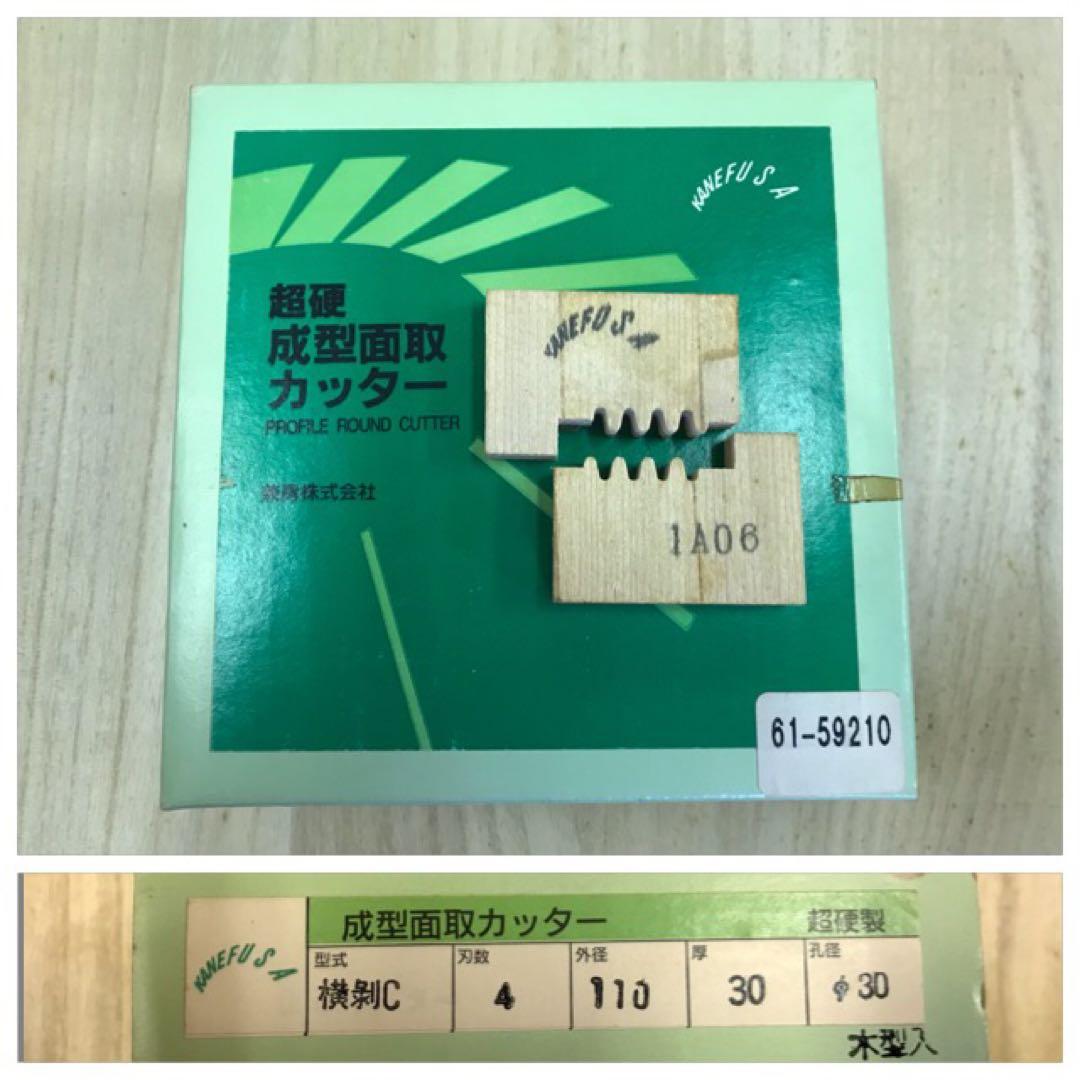 KANEFUSA
超硬
成型面取
カッター
PROFILE ROUND CUTTER
兼房株式会社
KANEFUSA
1A06
61-59210
KANEFUSA
成型面取カッター 超硬製
型式 刃数 外径 厚 孔径
横剝C 4 110 30 φ30
木型入